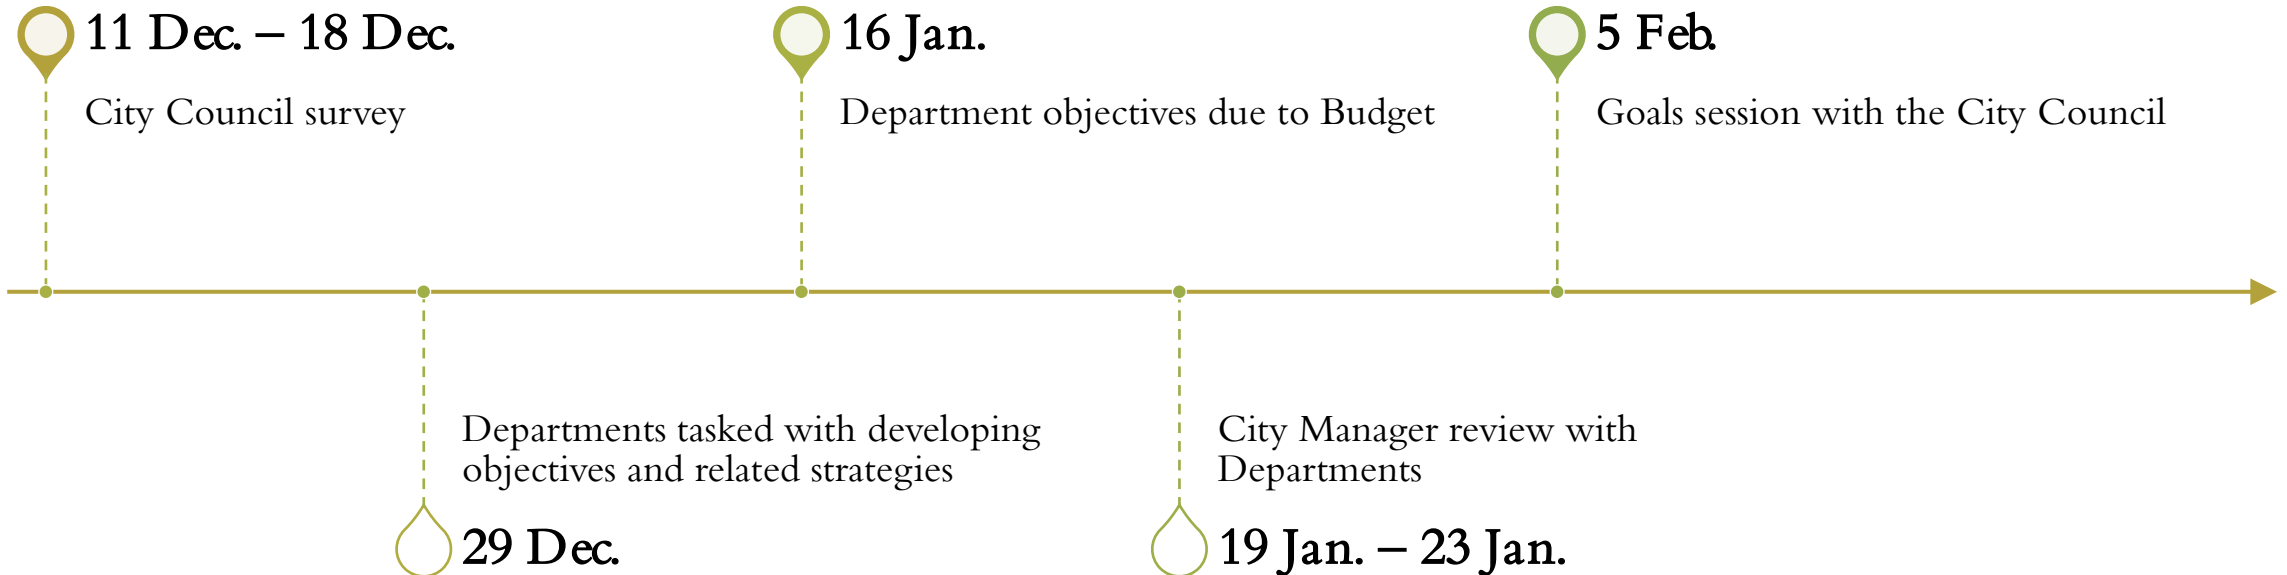 11 Dec. – 18 Dec.
City Council survey
16 Jan.
Department objectives due to Budget
5 Feb.
Goals session with the City Council
Departments tasked with developing
objectives and related strategies
29 Dec.
City Manager review with
Departments
19 Jan. – 23 Jan.